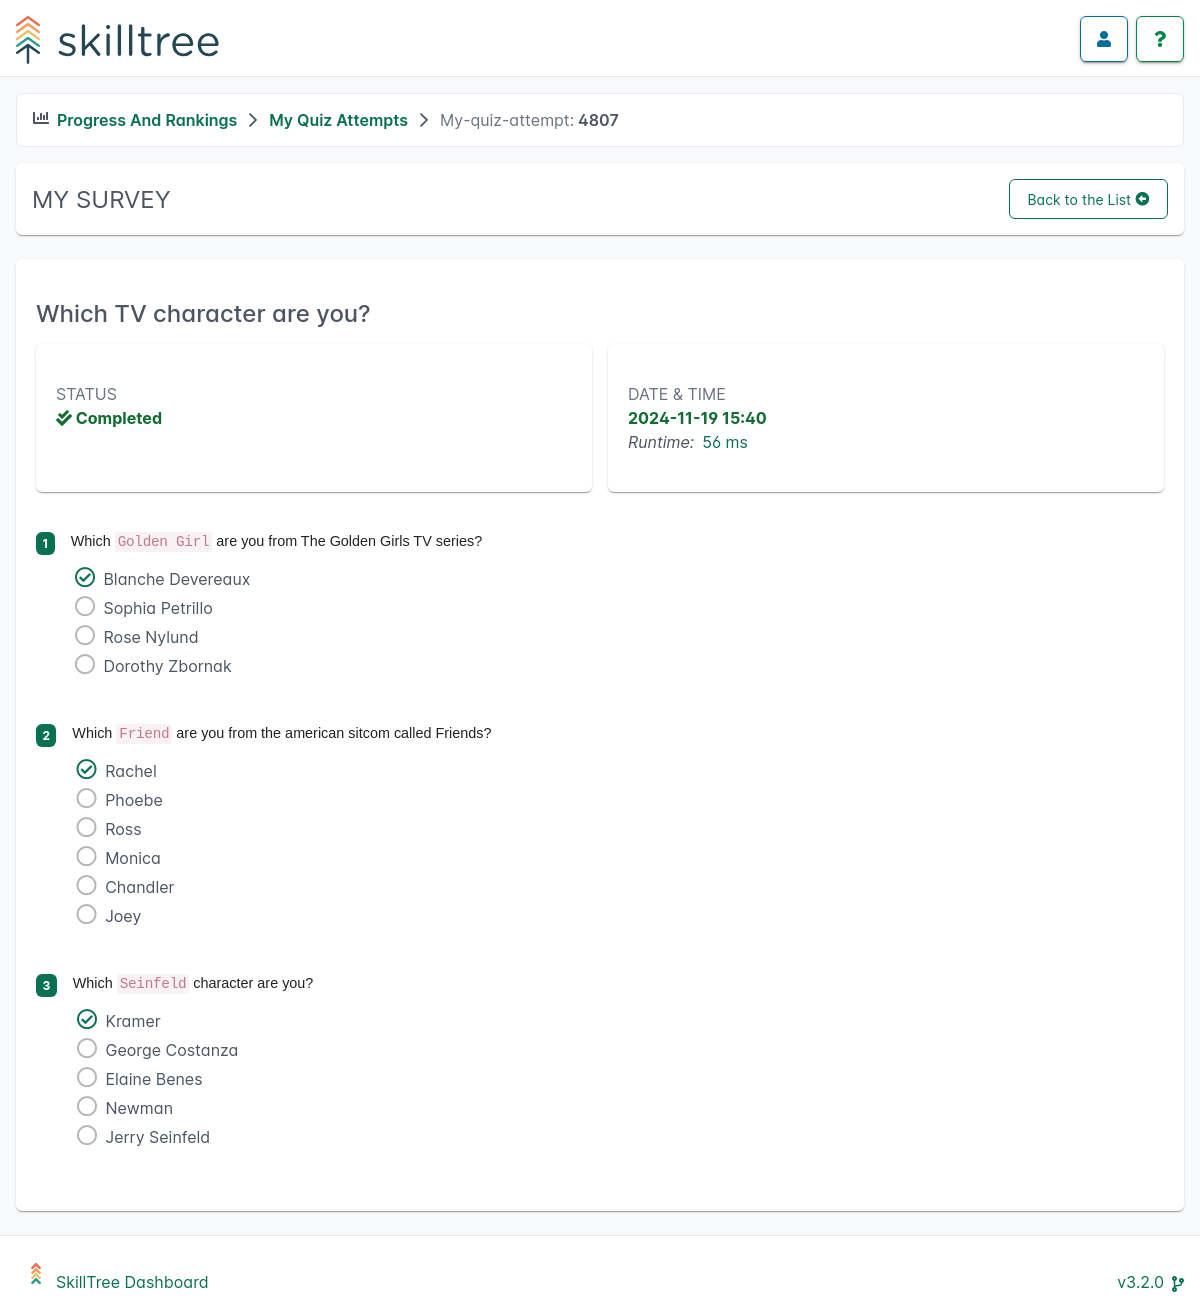 skilltree
?
Progress And Rankings > My Quiz Attempts > My-quiz-attempt: 4807
MY SURVEY
Back to the List
Which TV character are you?
STATUS
Completed
DATE & TIME
2024-11-19 15:40
Runtime: 56 ms
1 Which Golden Girl are you from The Golden Girls TV series?
Blanche Devereaux
Sophia Petrillo
Rose Nylund
Dorothy Zbornak
2 Which Friend are you from the american sitcom called Friends?
Rachel
Phoebe
Ross
Monica
Chandler
Joey
3 Which Seinfeld character are you?
Kramer
George Costanza
Elaine Benes
Newman
Jerry Seinfeld
SkillTree Dashboard
v3.2.0